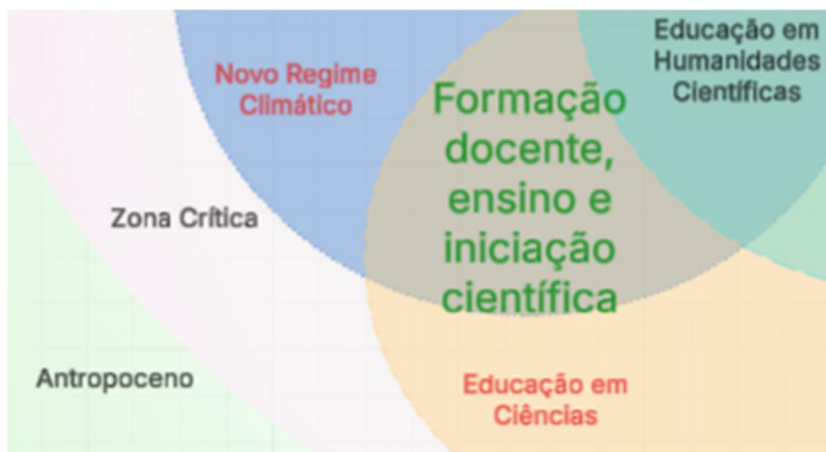 Novo Regime
Climático
Formação
docente,
ensino e
iniciação
científica
Educação em
Humanidades
Científicas
Zona Crítica
Antropoceno
Educação em
Ciências